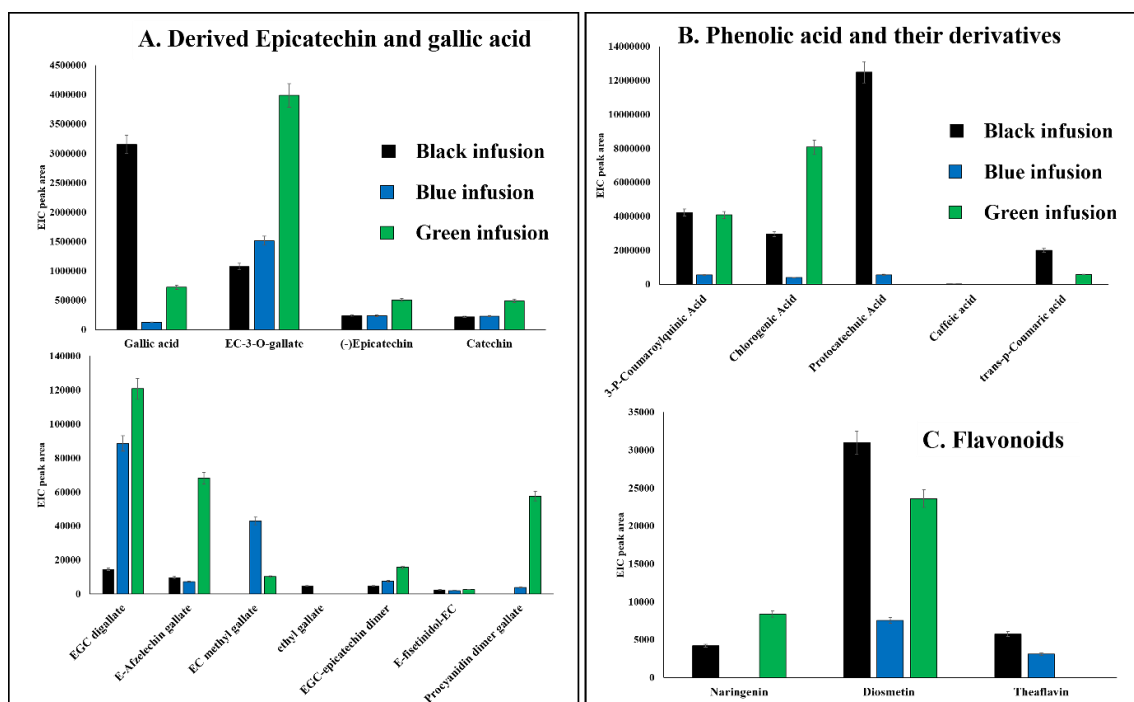 A. Derived Epicatechin and gallic acid
4500000
4000000
3500000
3000000
2500000
2000000
1500000
1000000
500000
0
EIC peak area
Black infusion
Blue infusion
Green infusion
Gallic acid
EC-3-O-gallate
(-)Epicatechin
Catechin
140000
120000
100000
80000
60000
40000
20000
0
EIC peak area
EGC digallate
E-Afzelechin gallate
EC methyl gallate
ethyl gallate
EGC-epicatechin dimer
E-fisetinidol-EC
Procyanidin dimer gallate
B. Phenolic acid and their derivatives
14000000
12000000
10000000
8000000
6000000
4000000
2000000
0
EIC peak area
Black infusion
Blue infusion
Green infusion
3-P-Coumaroylquinic Acid
Chlorogenic Acid
Protocatechuic Acid
Caffeic acid
trans-p-Coumaric acid
C. Flavonoids
35000
30000
25000
20000
15000
10000
5000
0
EIC peak area
Naringenin
Diosmetin
Theaflavin